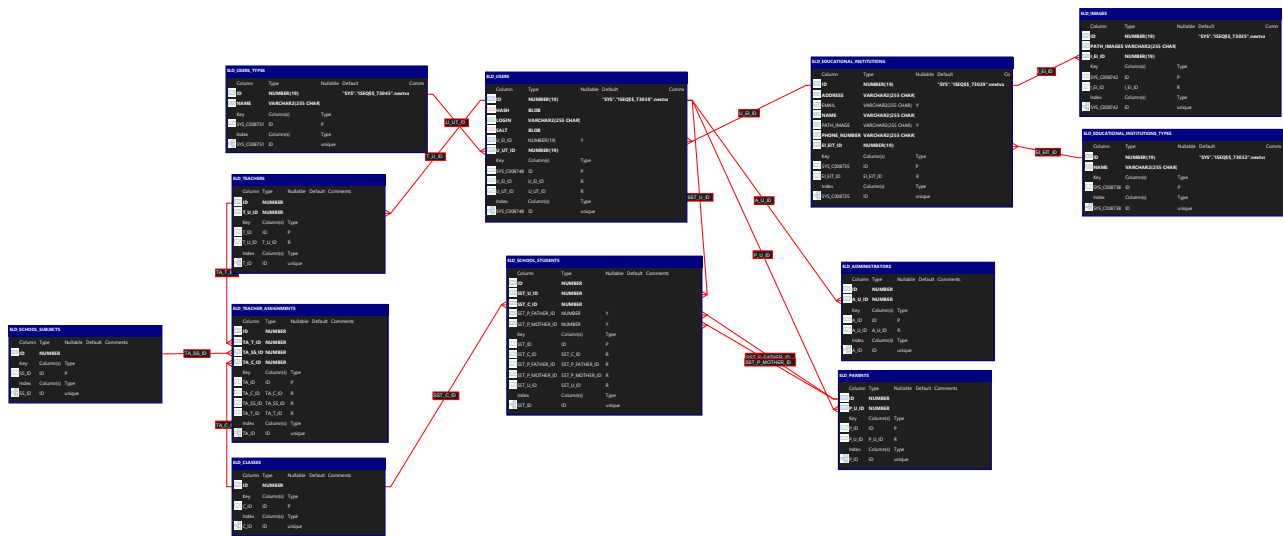 ELD_IMAGES
Column Type Nullable Default Comm
ID NUMBER(19) "SYS"."ISEQ$$_73035".nextva
PATH_IMAGES VARCHAR2(255 CHAR)
I_EI_ID NUMBER(19)
Key Column(s) Type
SYS_C008742 ID P
I_EI_ID I_EI_ID R
Index Column(s) Type
SYS_C008742 ID unique
ELD_USERS_TYPES
Column Type Nullable Default Comm
ID NUMBER(19) "SYS"."ISEQ$$_73045".nextva
NAME VARCHAR2(255 CHAR)
Key Column(s) Type
SYS_C008751 ID P
Index Column(s) Type
SYS_C008751 ID unique
ELD_USERS
Column Type Nullable Default Comm
ID NUMBER(19) "SYS"."ISEQ$$_73038".nextva
HASH BLOB
LOGIN VARCHAR2(255 CHAR)
SALT BLOB
U_EI_ID NUMBER(19) Y
U_UT_ID NUMBER(19)
Key Column(s) Type
SYS_C008746 ID P
U_EI_ID U_EI_ID R
U_UT_ID U_UT_ID R
Index Column(s) Type
SYS_C008746 ID unique
ELD_EDUCATIONAL_INSTITUTIONS
Column Type Nullable Default Co
ID NUMBER(19) "SYS"."ISEQ$$_73029".nextva
ADDRESS VARCHAR2(255 CHAR)
EMAIL VARCHAR2(255 CHAR) Y
NAME VARCHAR2(255 CHAR)
PATH_IMAGE VARCHAR2(255 CHAR) Y
PHONE_NUMBER VARCHAR2(255 CHAR)
EI_EIT_ID NUMBER(19)
Key Column(s) Type
SYS_C008735 ID P
EI_EIT_ID EI_EIT_ID R
Index Column(s) Type
SYS_C008735 ID unique
ELD_EDUCATIONAL_INSTITUTIONS_TYPES
Column Type Nullable Default Comm
ID NUMBER(19) "SYS"."ISEQ$$_73032".nextva
NAME VARCHAR2(255 CHAR)
Key Column(s) Type
SYS_C008738 ID P
Index Column(s) Type
SYS_C008738 ID unique
I_EI_ID
U_EI_ID
U_UT_ID
T_U_ID
EI_EIT_ID
SST_U_ID
A_U_ID
P_U_ID
ELD_TEACHERS
Column Type Nullable Default Comments
ID NUMBER
T_U_ID NUMBER
Key Column(s) Type
T_ID ID P
T_U_ID T_U_ID R
Index Column(s) Type
T_ID ID unique
TA_T_I
ELD_SCHOOL_STUDENTS
Column Type Nullable Default Comments
ID NUMBER
SST_U_ID NUMBER
SST_C_ID NUMBER
SST_P_FATHER_ID NUMBER Y
SST_P_MOTHER_ID NUMBER Y
Key Column(s) Type
SST_ID ID P
SST_C_ID SST_C_ID R
SST_P_FATHER_ID SST_P_FATHER_ID R
SST_P_MOTHER_ID SST_P_MOTHER_ID R
SST_U_ID SST_U_ID R
Index Column(s) Type
SST_ID ID unique
ELD_ADMINISTRATORS
Column Type Nullable Default Comments
ID NUMBER
A_U_ID NUMBER
Key Column(s) Type
A_ID ID P
A_U_ID A_U_ID R
Index Column(s) Type
A_ID ID unique
ELD_TEACHER_ASSIGNMENTS
Column Type Nullable Default Comments
ID NUMBER
TA_T_ID NUMBER
TA_SS_ID NUMBER
TA_C_ID NUMBER
Key Column(s) Type
TA_ID ID P
TA_C_ID TA_C_ID R
TA_SS_ID TA_SS_ID R
TA_T_ID TA_T_ID R
Index Column(s) Type
TA_ID ID unique
ELD_SCHOOL_SUBJECTS
Column Type Nullable Default Comments
ID NUMBER
Key Column(s) Type
SS_ID ID P
Index Column(s) Type
SS_ID ID unique
TA_SS_ID
SST_P_FATHER_ID
SST_P_MOTHER_ID
SST_C_ID
TA_C_I
ELD_PARENTS
Column Type Nullable Default Comments
ID NUMBER
P_U_ID NUMBER
Key Column(s) Type
P_ID ID P
P_U_ID P_U_ID R
Index Column(s) Type
P_ID ID unique
ELD_CLASSES
Column Type Nullable Default Comments
ID NUMBER
Key Column(s) Type
C_ID ID P
Index Column(s) Type
C_ID ID unique